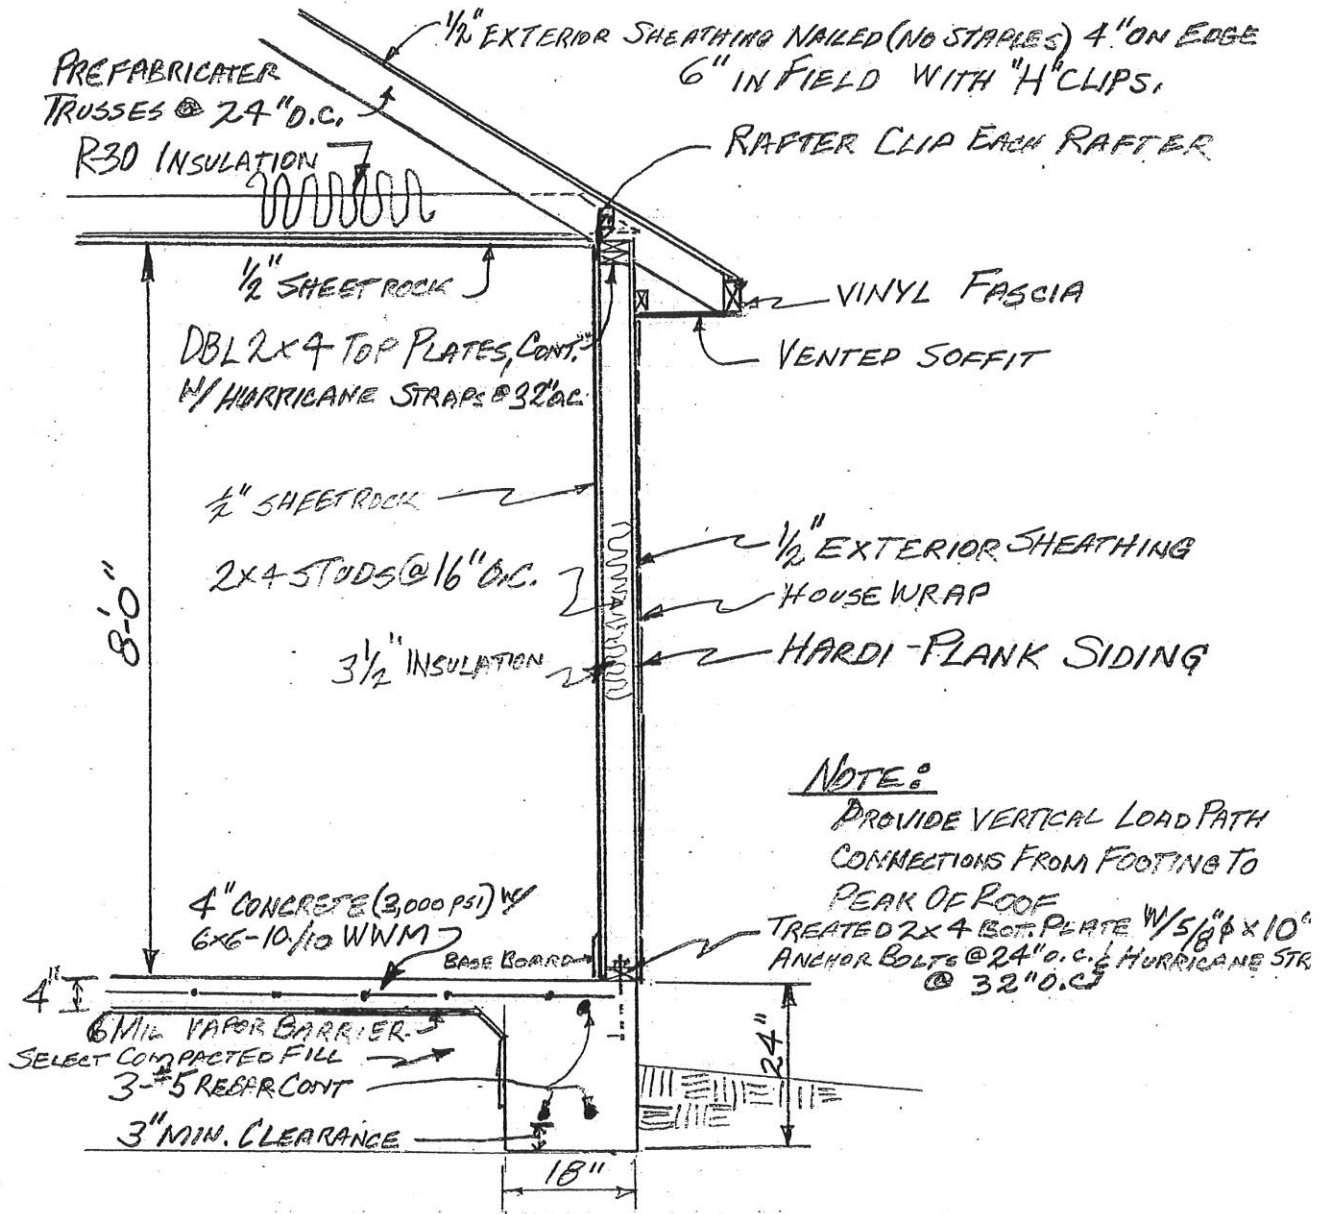 1/2" EXTERIOR SHEATHING NAILED (NO STAPLES) 4" ON EDGE
6" IN FIELD WITH "H" CLIPS.
PREFABRICATER
TRUSSES @ 24" O.C.
RAFTER CLIP EACH RAFTER
R-30 INSULATION
1/2" SHEETROCK
VINYL FASCIA
DBL 2x4 TOP PLATES, CONT.
W/ HURRICANE STRAPS @ 32" O.C.
VENTED SOFFIT
1/2" SHEETROCK
1/2" EXTERIOR SHEATHING
2x4 STUDS @ 16" O.C.
HOUSE WRAP
8'-0"
3 1/2" INSULATION
HARDI-PLANK SIDING
NOTE:
PROVIDE VERTICAL LOAD PATH
CONNECTIONS FROM FOOTING TO
PEAK OF ROOF
4" CONCRETE (3,000 PSI) W/
6x6-10/10 WWM
BASE BOARD
TREATED 2x4 BOT. PLATE W/ 5/8"φ x 10"
ANCHOR BOLTS @ 24" O.C. & HURRICANE STR
@ 32" O.C.
4"
6 MIL VAPOR BARRIER
SELECT COMPACTED FILL
3-#5 REBAR CONT
24"
3" MIN. CLEARANCE
18"